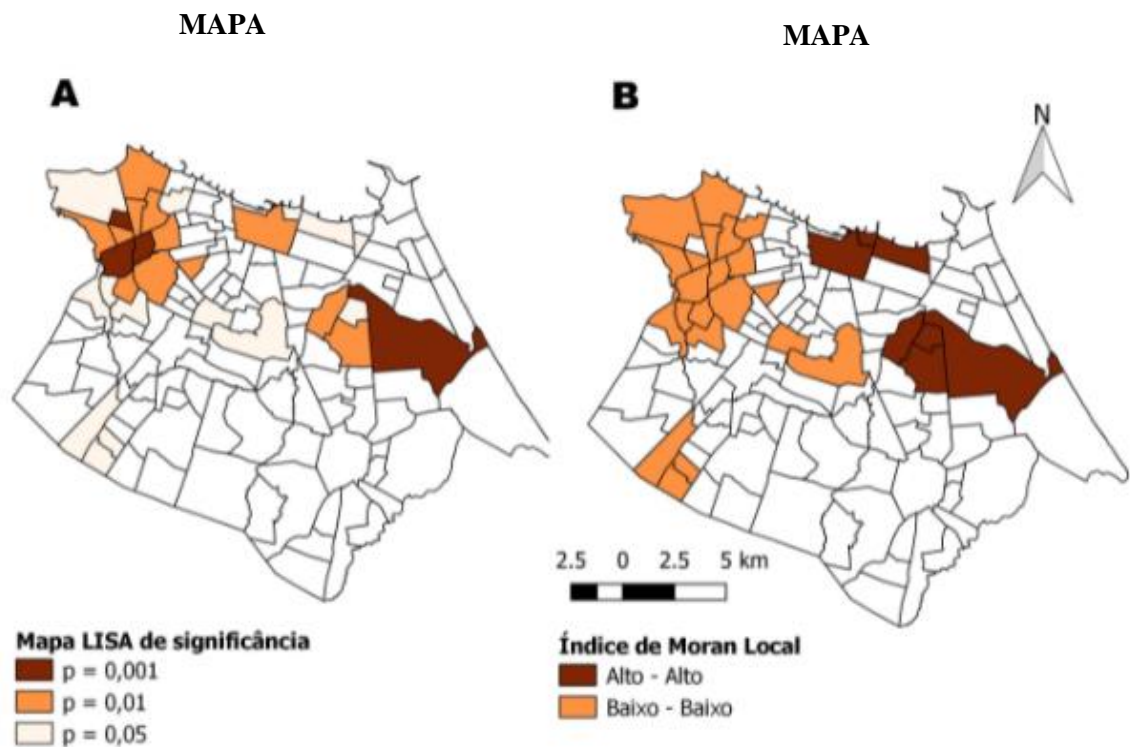 MAPA
MAPA
A
B
N
2.5 0 2.5 5 km
Mapa LISA de significância
p = 0,001
p = 0,01
p = 0,05
Índice de Moran Local
Alto - Alto
Baixo - Baixo